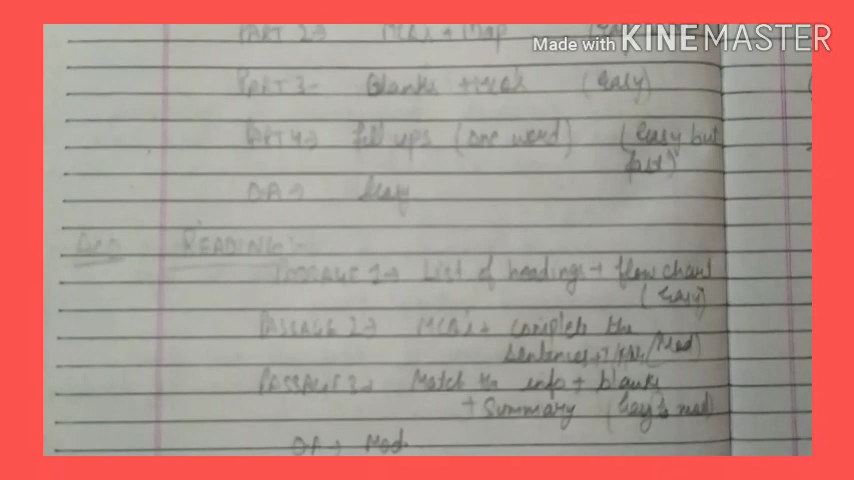 Made with KINEMASTER
PART 2→ MCQ's + Map
PART 3- Blanks + MCQ's (Easy)
PART 4→ fill ups (one word) (Easy but
fast)
OA→ Easy
READING:-
PASSAGE 1→ List of headings + flow chart
(Easy)
PASSAGE 2→ MCQ's + complete the
sentences + (Mod)
PASSAGE 3→ Match the info + blanks
+ Summary (Easy to mod)
OA→ Mod.